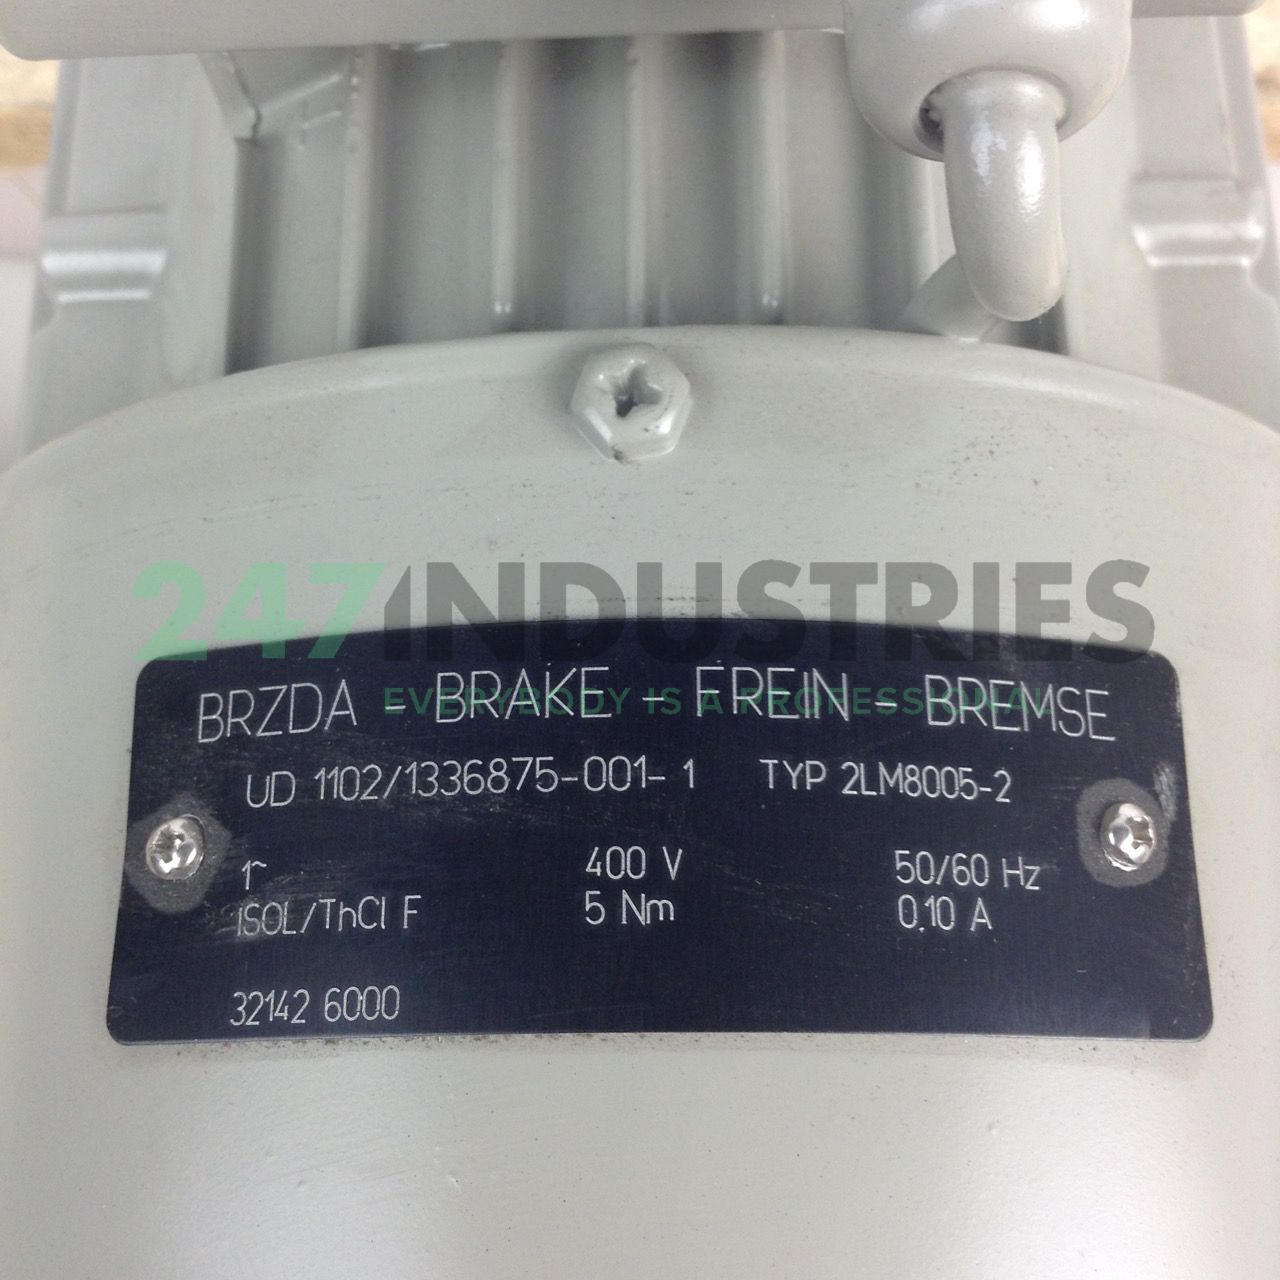 247INDUSTRIES
EVERYBODY IS A PROFESSIONAL
BRZDA - BRAKE - FREIN - BREMSE
UD 1102/1336875-001-1 TYP 2LM8005-2
1~ 400 V 50/60 Hz
ISOL/ThCl F 5 Nm 0,10 A
32142 6000